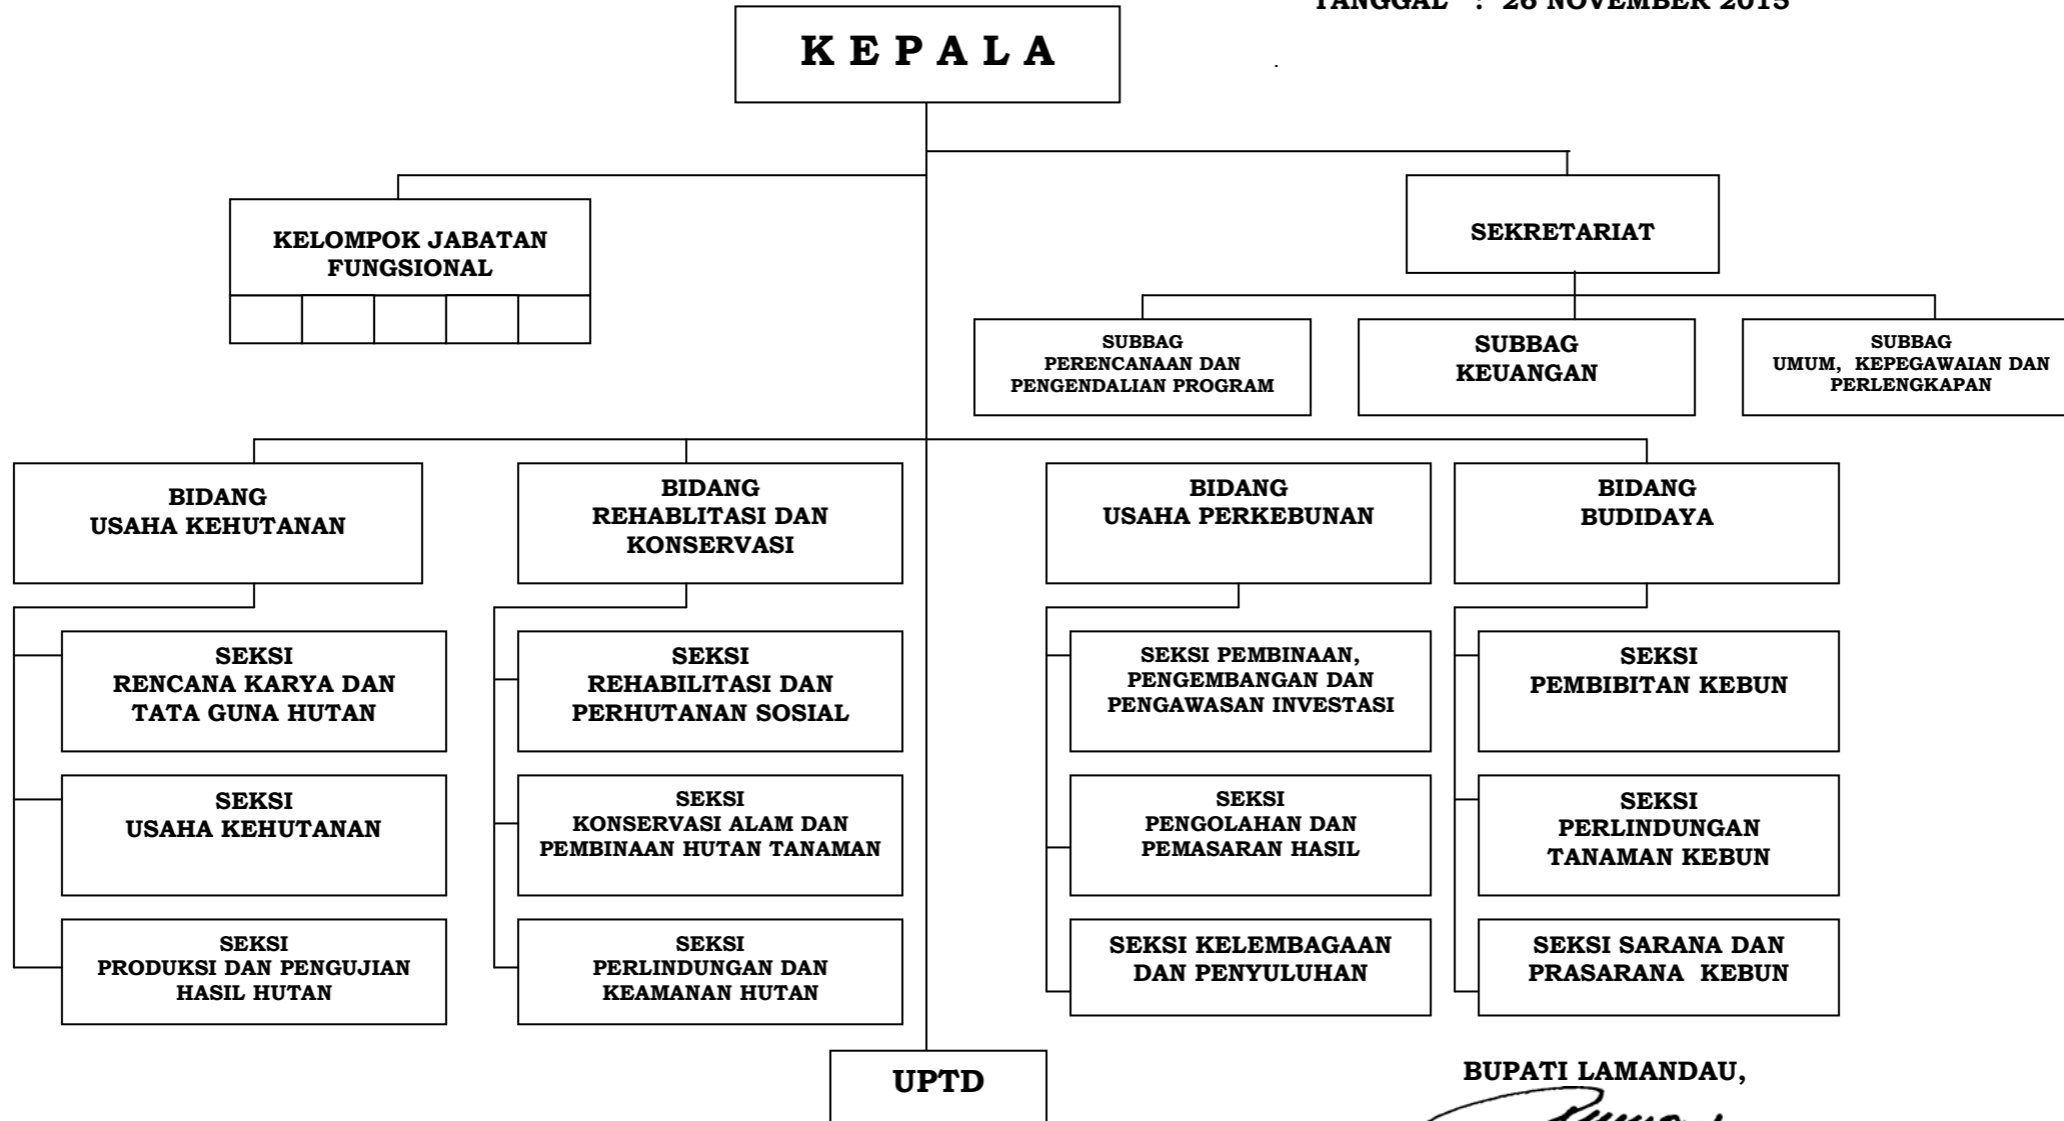 TANGGAL : 26 NOVEMBER 2015
K E P A L A
KELOMPOK JABATAN
FUNGSIONAL
SEKRETARIAT
SUBBAG
PERENCANAAN DAN
PENGENDALIAN PROGRAM
SUBBAG
KEUANGAN
SUBBAG
UMUM, KEPEGAWAIAN DAN
PERLENGKAPAN
BIDANG
USAHA KEHUTANAN
BIDANG
REHABLITASI DAN
KONSERVASI
BIDANG
USAHA PERKEBUNAN
BIDANG
BUDIDAYA
SEKSI
RENCANA KARYA DAN
TATA GUNA HUTAN
SEKSI
REHABILITASI DAN
PERHUTANAN SOSIAL
SEKSI PEMBINAAN,
PENGEMBANGAN DAN
PENGAWASAN INVESTASI
SEKSI
PEMBIBITAN KEBUN
SEKSI
USAHA KEHUTANAN
SEKSI
KONSERVASI ALAM DAN
PEMBINAAN HUTAN TANAMAN
SEKSI
PENGOLAHAN DAN
PEMASARAN HASIL
SEKSI
PERLINDUNGAN
TANAMAN KEBUN
SEKSI
PRODUKSI DAN PENGUJIAN
HASIL HUTAN
SEKSI
PERLINDUNGAN DAN
KEAMANAN HUTAN
SEKSI KELEMBAGAAN
DAN PENYULUHAN
SEKSI SARANA DAN
PRASARANA KEBUN
UPTD
BUPATI LAMANDAU,